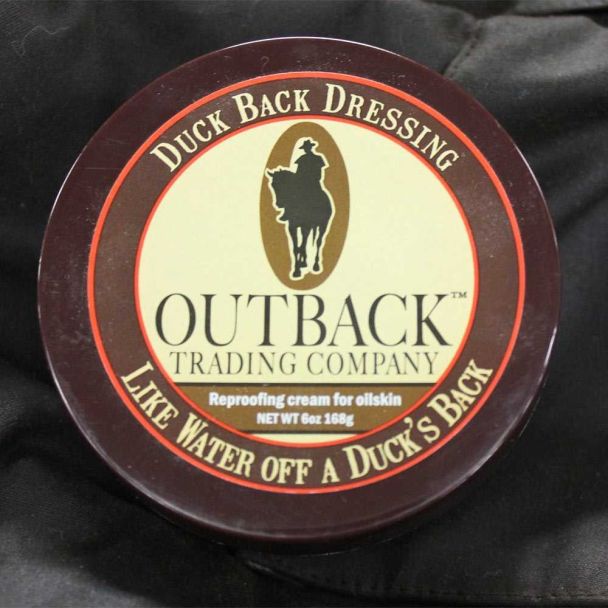 DUCK BACK DRESSING
OUTBACK™
TRADING COMPANY
Reproofing cream for oilskin
NET WT 6oz 168g
LIKE WATER OFF A DUCK'S BACK